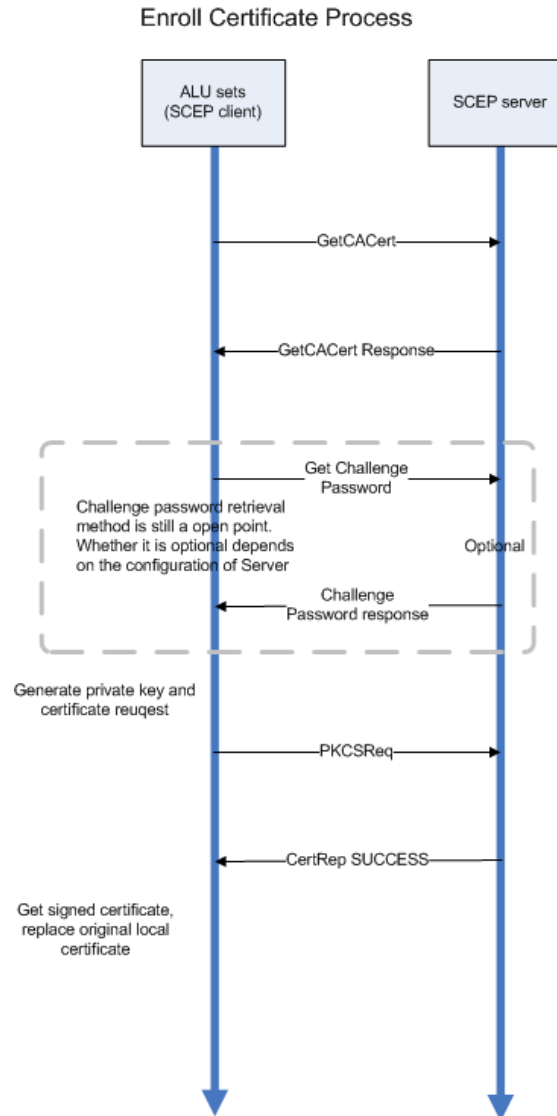 Enroll Certificate Process
ALU sets
(SCEP client)
SCEP server
GetCACert
GetCACert Response
Get Challenge
Password
Challenge password retrieval
method is still a open point.
Whether it is optional depends
on the configuration of Server
Optional
Challenge
Password response
Generate private key and
certificate reuqest
PKCSReq
CertRep SUCCESS
Get signed certificate,
replace original local
certificate